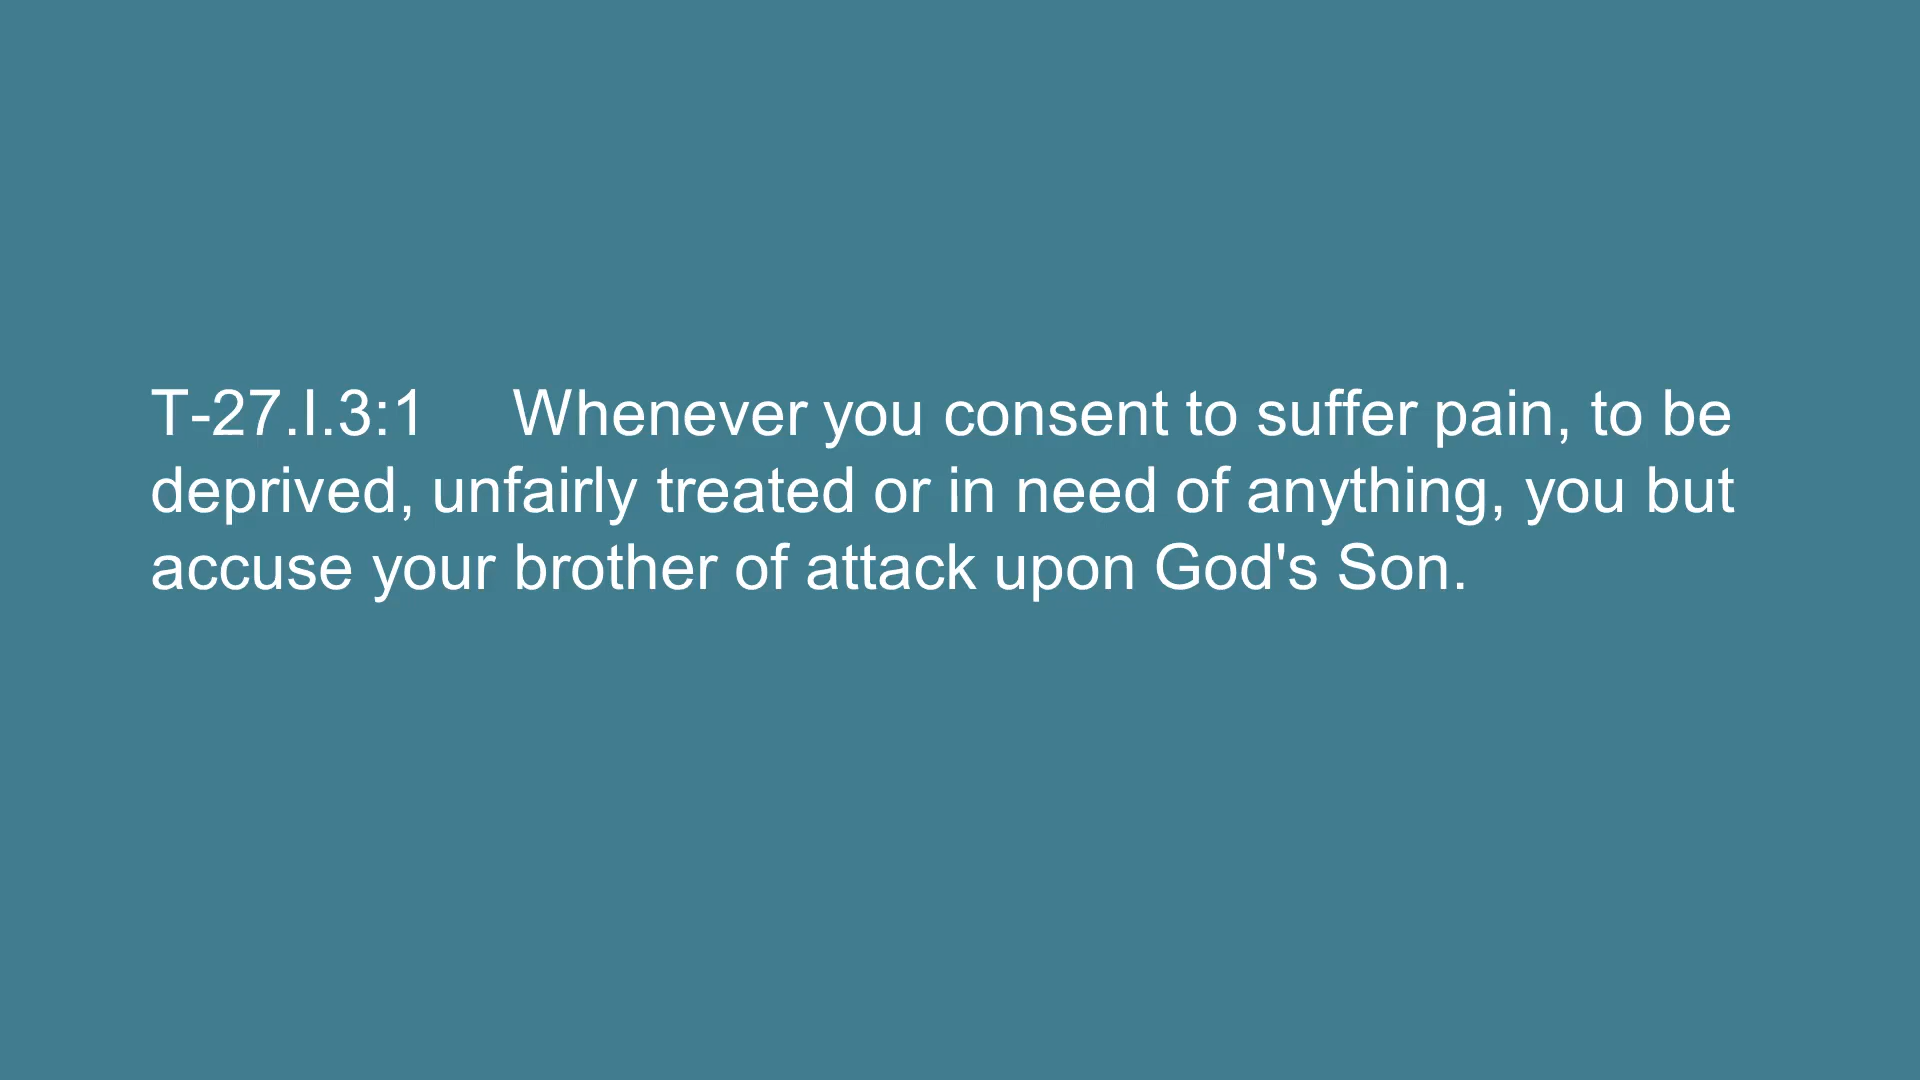 T-27.I.3:1     Whenever you consent to suffer pain, to be
deprived, unfairly treated or in need of anything, you but
accuse your brother of attack upon God's Son.